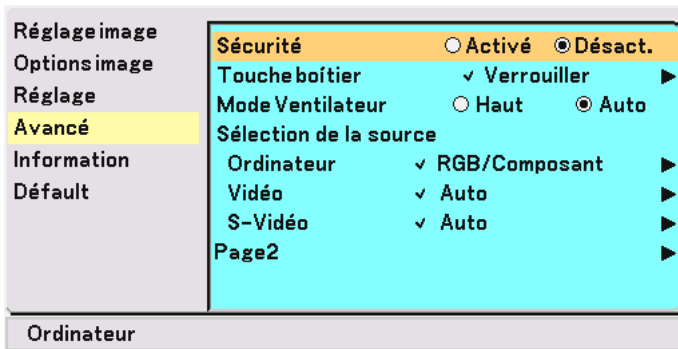 Réglage image
Options image
Réglage
Avancé
Information
Défaut
Sécurité Activé Désact.
Touche boîtier Verrouiller
Mode Ventilateur Haut Auto
Sélection de la source
Ordinateur RGB/Composant
Vidéo Auto
S-Vidéo Auto
Page2
Ordinateur